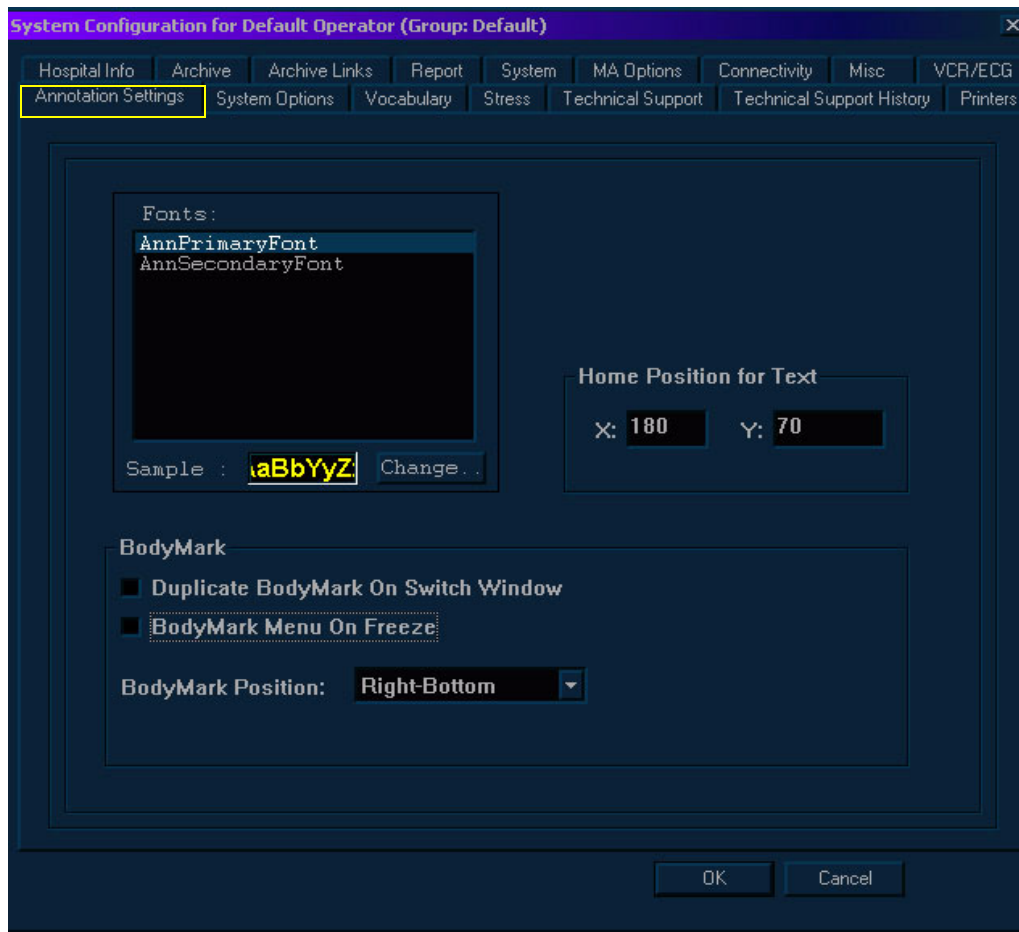 System Configuration for Default Operator (Group: Default)
Hospital Info Archive Archive Links Report System MA Options Connectivity Misc VCR/ECG
Annotation Settings System Options Vocabulary Stress Technical Support Technical Support History Printers
Fonts:
AnnPrimaryFont
AnnSecondaryFont
Sample : aBbYyZ Change..
Home Position for Text
X: 180 Y: 70
BodyMark
Duplicate BodyMark On Switch Window
BodyMark Menu On Freeze
BodyMark Position: Right-Bottom
OK Cancel